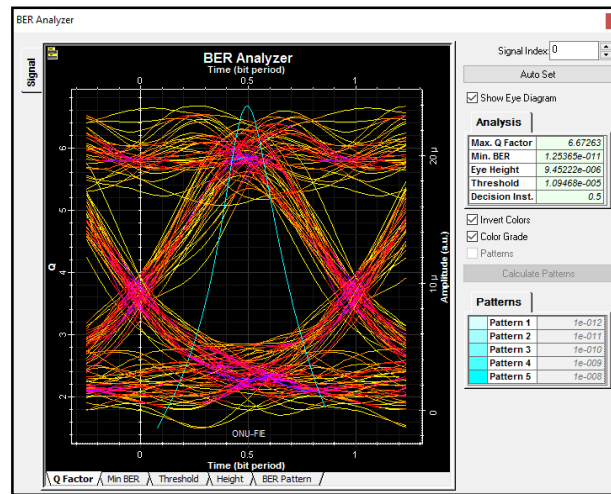 BER Analyzer
Signal Index: 0
Auto Set
Show Eye Diagram
Analysis
Max. Q Factor 6.67263
Min. BER 1.25365e-011
Eye Height 9.45222e-006
Threshold 1.09468e-005
Decision Inst. 0.5
Invert Colors
Color Grade
Patterns
Calculate Patterns
Patterns
Pattern 1 1e-012
Pattern 2 1e-011
Pattern 3 1e-010
Pattern 4 1e-009
Pattern 5 1e-008
Signal
BER Analyzer
Time (bit period)
0 0.5 1
Q
6
5
4
3
2
Amplitude (a.u.)
20 µ
10 µ
0
ONU-FIE
0 0.5 1
Time (bit period)
Q Factor Min BER Threshold Height BER Pattern